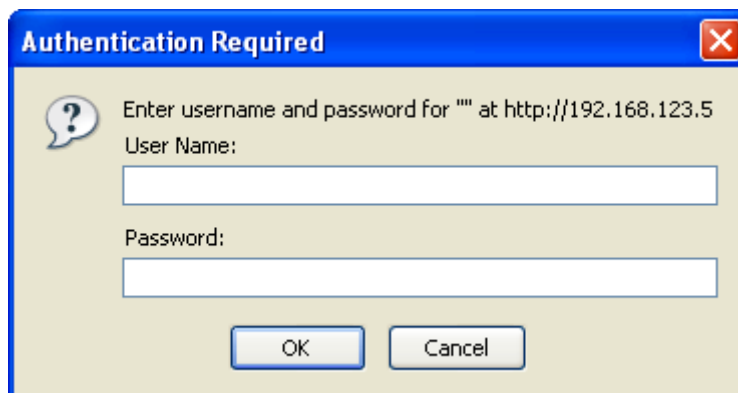 Authentication Required
Enter username and password for "" at http://192.168.123.5
User Name:
Password:
OK
Cancel